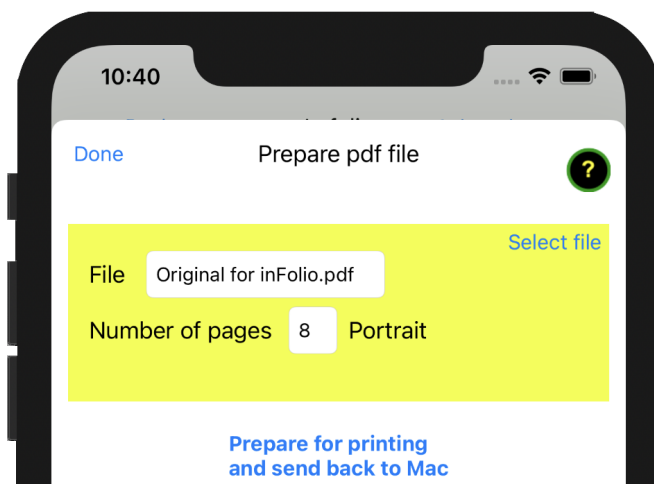 10:40
Done
Prepare pdf file
?
Select file
File
Original for inFolio.pdf
Number of pages 8 Portrait
Prepare for printing
and send back to Mac